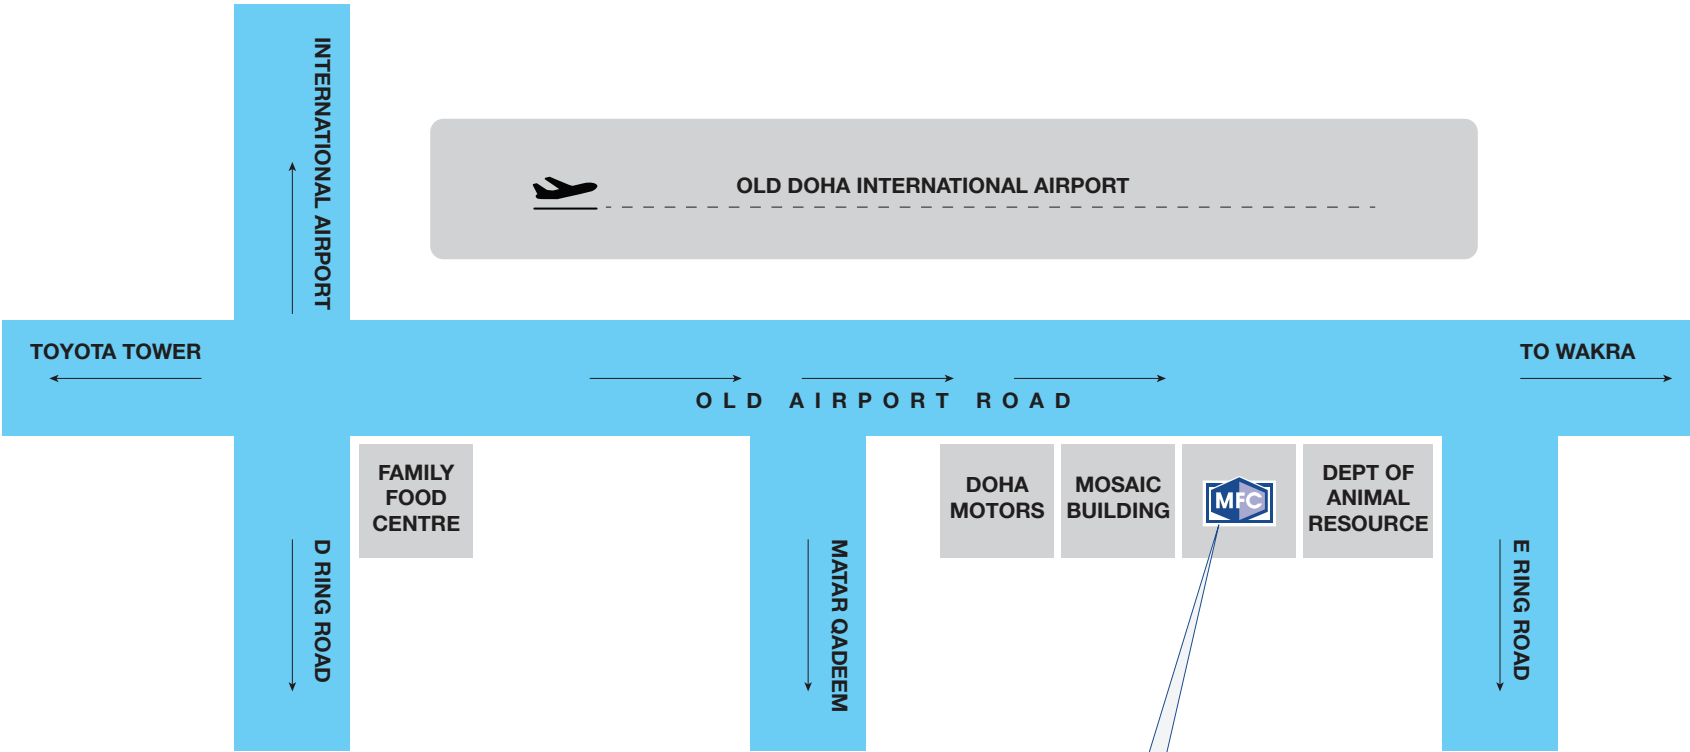 INTERNATIONAL AIRPORT
OLD DOHA INTERNATIONAL AIRPORT
TOYOTA TOWER
TO WAKRA
OLD AIRPORT ROAD
FAMILY
FOOD
CENTRE
DOHA
MOTORS
MOSAIC
BUILDING
MFC
DEPT OF
ANIMAL
RESOURCE
D RING ROAD
MATAR QADEEM
E RING ROAD